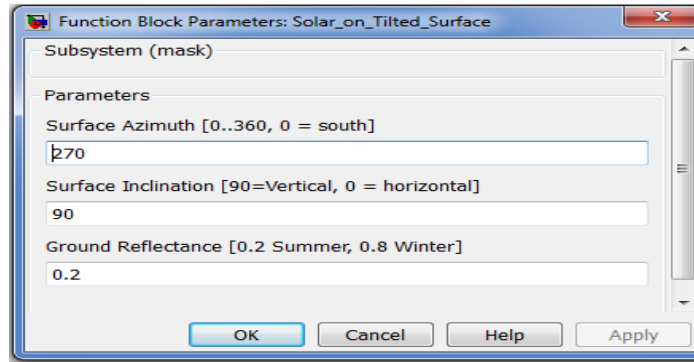 Function Block Parameters: Solar_on_Tilted_Surface
Subsystem (mask)
Parameters
Surface Azimuth [0..360, 0 = south]
270
Surface Inclination [90=Vertical, 0 = horizontal]
90
Ground Reflectance [0.2 Summer, 0.8 Winter]
0.2
OK Cancel Help Apply